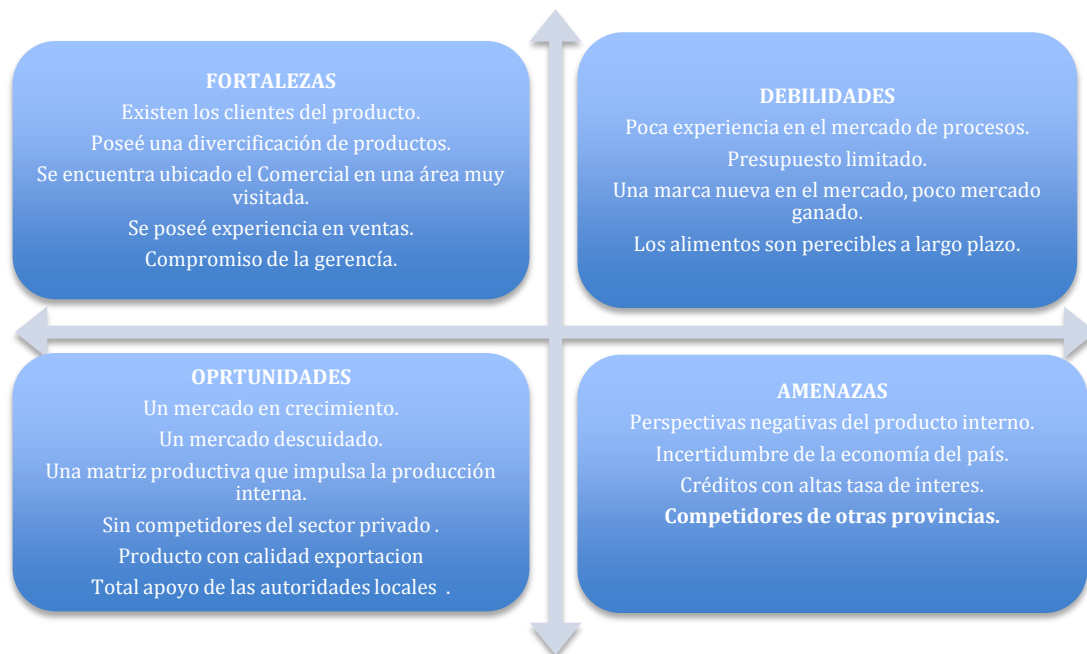 FORTALEZAS
Existen los clientes del producto.
Poseé una divercificación de productos.
Se encuentra ubicado el Comercial en una área muy
visitada.
Se poseé experiencia en ventas.
Compromiso de la gerencía.
DEBILIDADES
Poca experiencia en el mercado de procesos.
Presupuesto limitado.
Una marca nueva en el mercado, poco mercado
ganado.
Los alimentos son perecibles a largo plazo.
OPRTUNIDADES
Un mercado en crecimiento.
Un mercado descuidado.
Una matriz productiva que impulsa la producción
interna.
Sin competidores del sector privado .
Producto con calidad exportacion
Total apoyo de las autoridades locales .
AMENAZAS
Perspectivas negativas del producto interno.
Incertidumbre de la economía del país.
Créditos con altas tasa de interes.
Competidores de otras provincias.